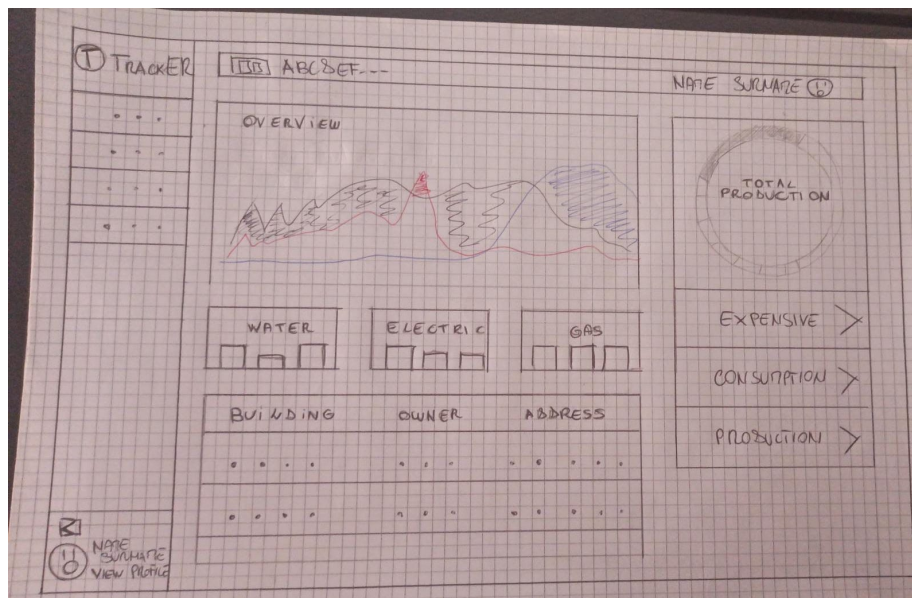 T TRACKER
ABCDEF---
NAME SURNAME
OVERVIEW
TOTAL
PRODUCTION
WATER
ELECTRIC
GAS
EXPENSIVE
CONSUMPTION
PRODUCTION
BUILDING OWNER ADDRESS
NAME
SURNAME
VIEW PROFILE